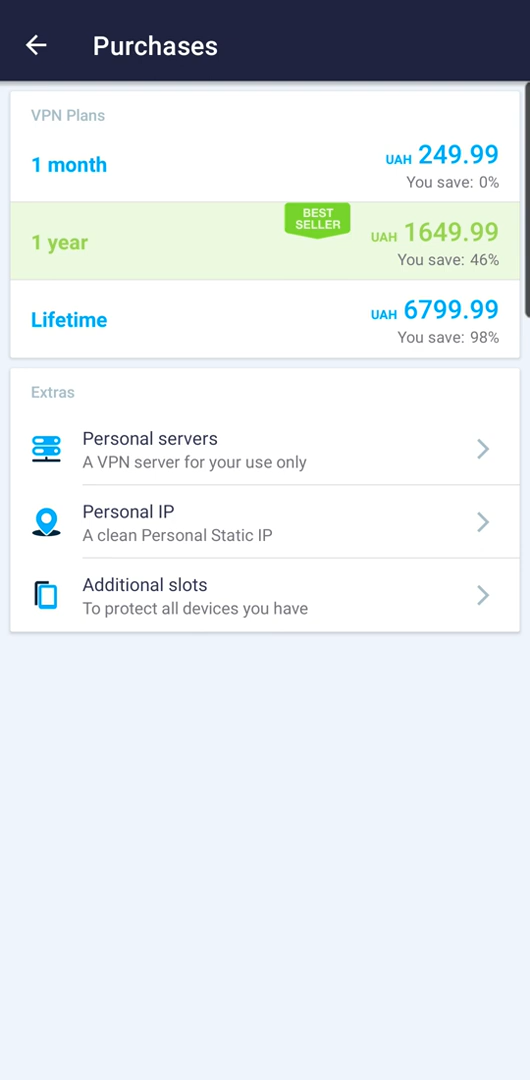 Purchases
VPN Plans
1 month
UAH 249.99
You save: 0%
BEST
SELLER
1 year
UAH 1649.99
You save: 46%
Lifetime
UAH 6799.99
You save: 98%
Extras
Personal servers
A VPN server for your use only
Personal IP
A clean Personal Static IP
Additional slots
To protect all devices you have